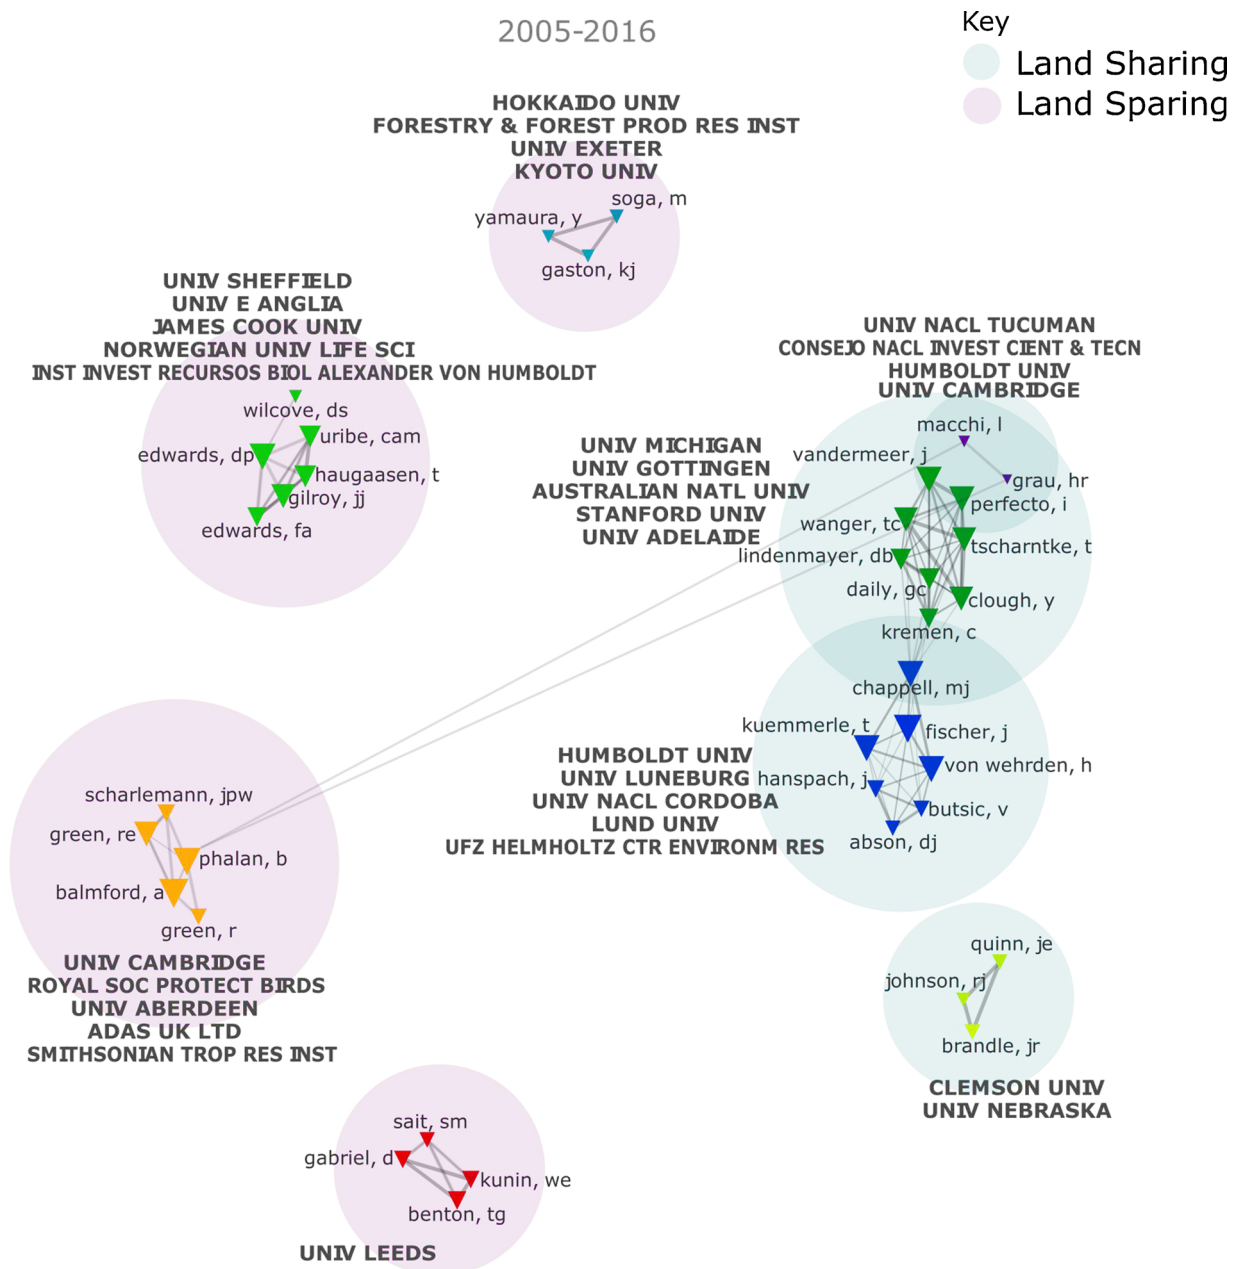 2005-2016
Key
Land Sharing
Land Sparing
HOKKAIDO UNIV
FORESTRY & FOREST PROD RES INST
UNIV EXETER
KYOTO UNIV
soga, m
yamaura, y
gaston, kj
UNIV SHEFFIELD
UNIV E ANGLIA
JAMES COOK UNIV
NORWEGIAN UNIV LIFE SCI
INST INVEST RECURSOS BIOL ALEXANDER VON HUMBOLDT
wilcove, ds
uribe, cam
edwards, dp
haugaasen, t
gilroy, jj
edwards, fa
UNIV NACL TUCUMAN
CONSEJO NACL INVEST CIENT & TECN
HUMBOLDT UNIV
UNIV CAMBRIDGE
macchi, l
grau, hr
UNIV MICHIGAN
UNIV GOTTINGEN
AUSTRALIAN NATL UNIV
STANFORD UNIV
UNIV ADELAIDE
vandermeer, j
perfecto, i
wanger, tc
tscharntke, t
lindenmayer, db
daily, gc
clough, y
kremen, c
chappell, mj
kuemmerle, t
fischer, j
von wehrden, h
hanspach, j
butsic, v
abson, dj
HUMBOLDT UNIV
UNIV LUNEBURG
UNIV NACL CORDOBA
LUND UNIV
UFZ HELMHOLTZ CTR ENVIRONM RES
scharlemann, jpw
green, re
phalan, b
balmford, a
green, r
UNIV CAMBRIDGE
ROYAL SOC PROTECT BIRDS
UNIV ABERDEEN
ADAS UK LTD
SMITHSONIAN TROP RES INST
quinn, je
johnson, rj
brandle, jr
CLEMSON UNIV
UNIV NEBRASKA
sait, sm
gabriel, d
kunin, we
benton, tg
UNIV LEEDS